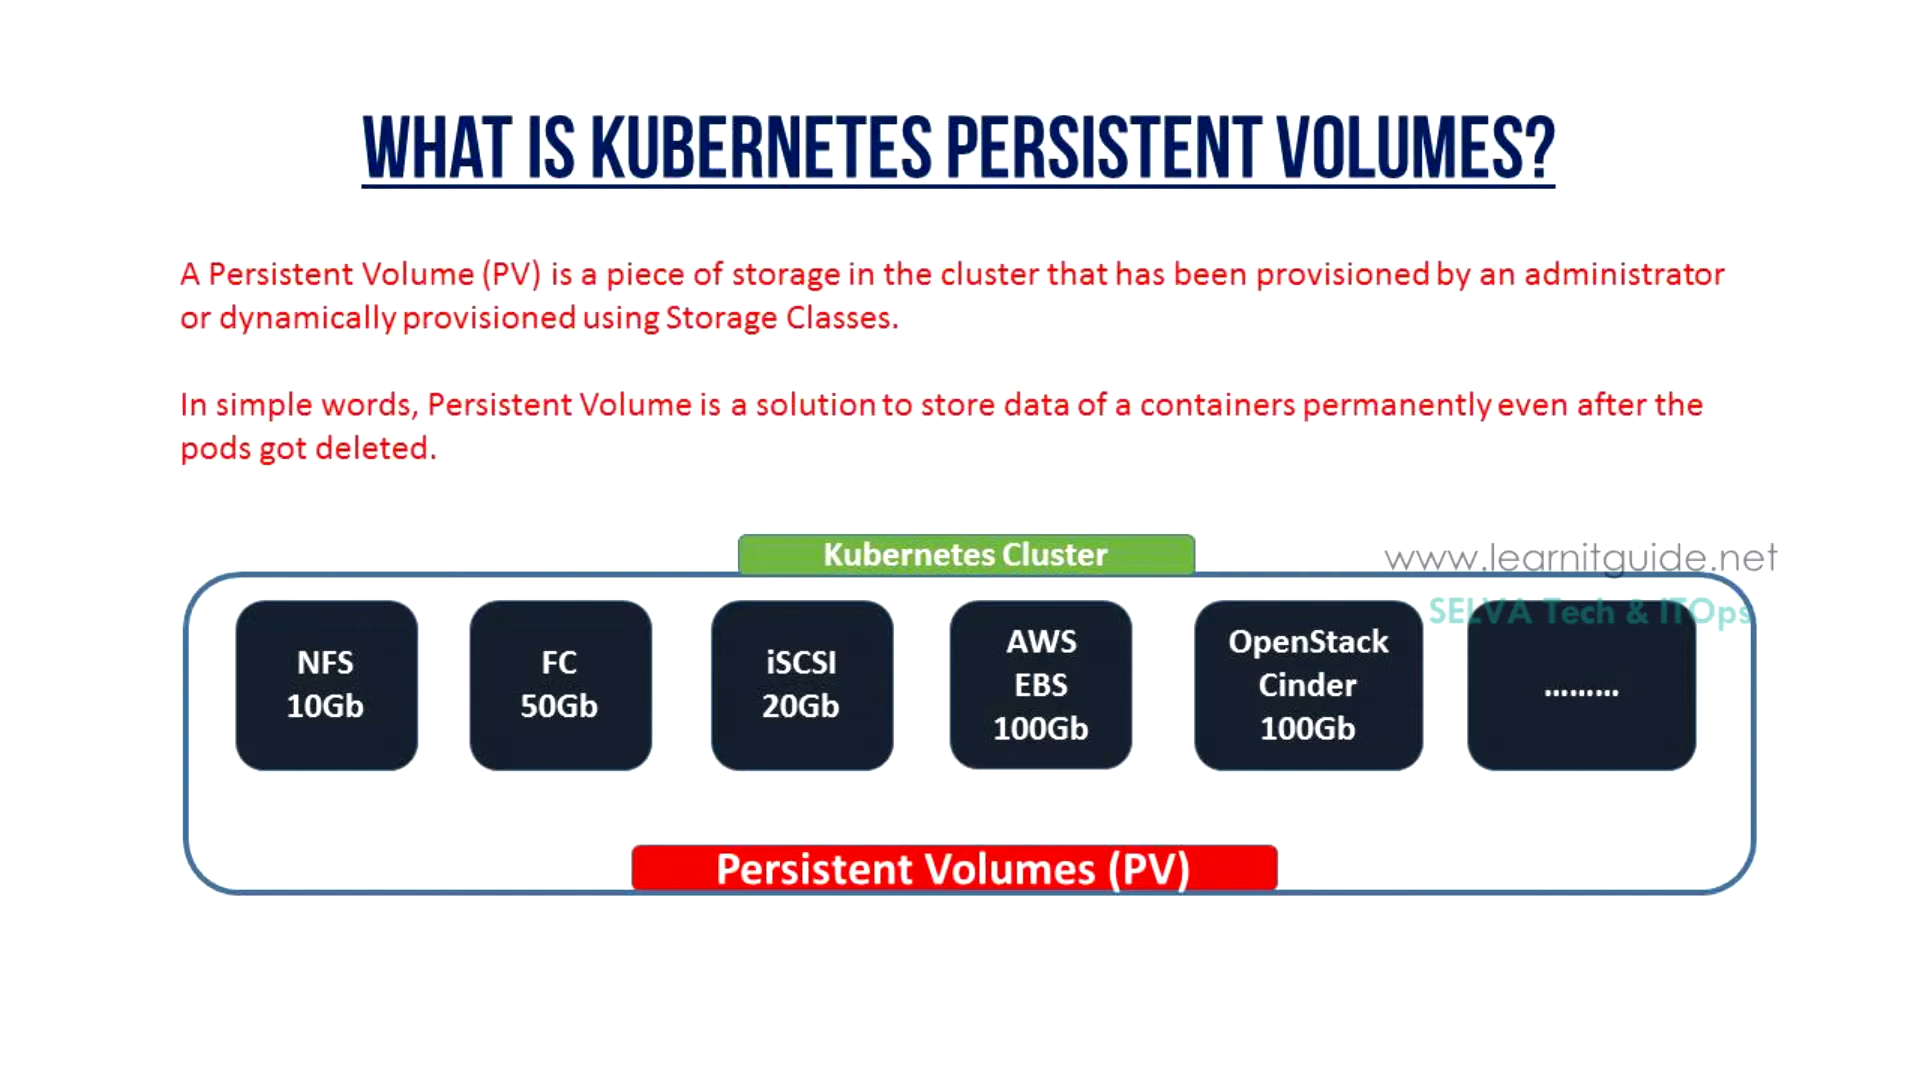 WHAT IS KUBERNETES PERSISTENT VOLUMES?
A Persistent Volume (PV) is a piece of storage in the cluster that has been provisioned by an administrator
or dynamically provisioned using Storage Classes.
In simple words, Persistent Volume is a solution to store data of a containers permanently even after the
pods got deleted.
Kubernetes Cluster
www.learnitguide.net
SELVA Tech & ITOps
NFS
10Gb
FC
50Gb
iSCSI
20Gb
AWS
EBS
100Gb
OpenStack
Cinder
100Gb
.........
Persistent Volumes (PV)